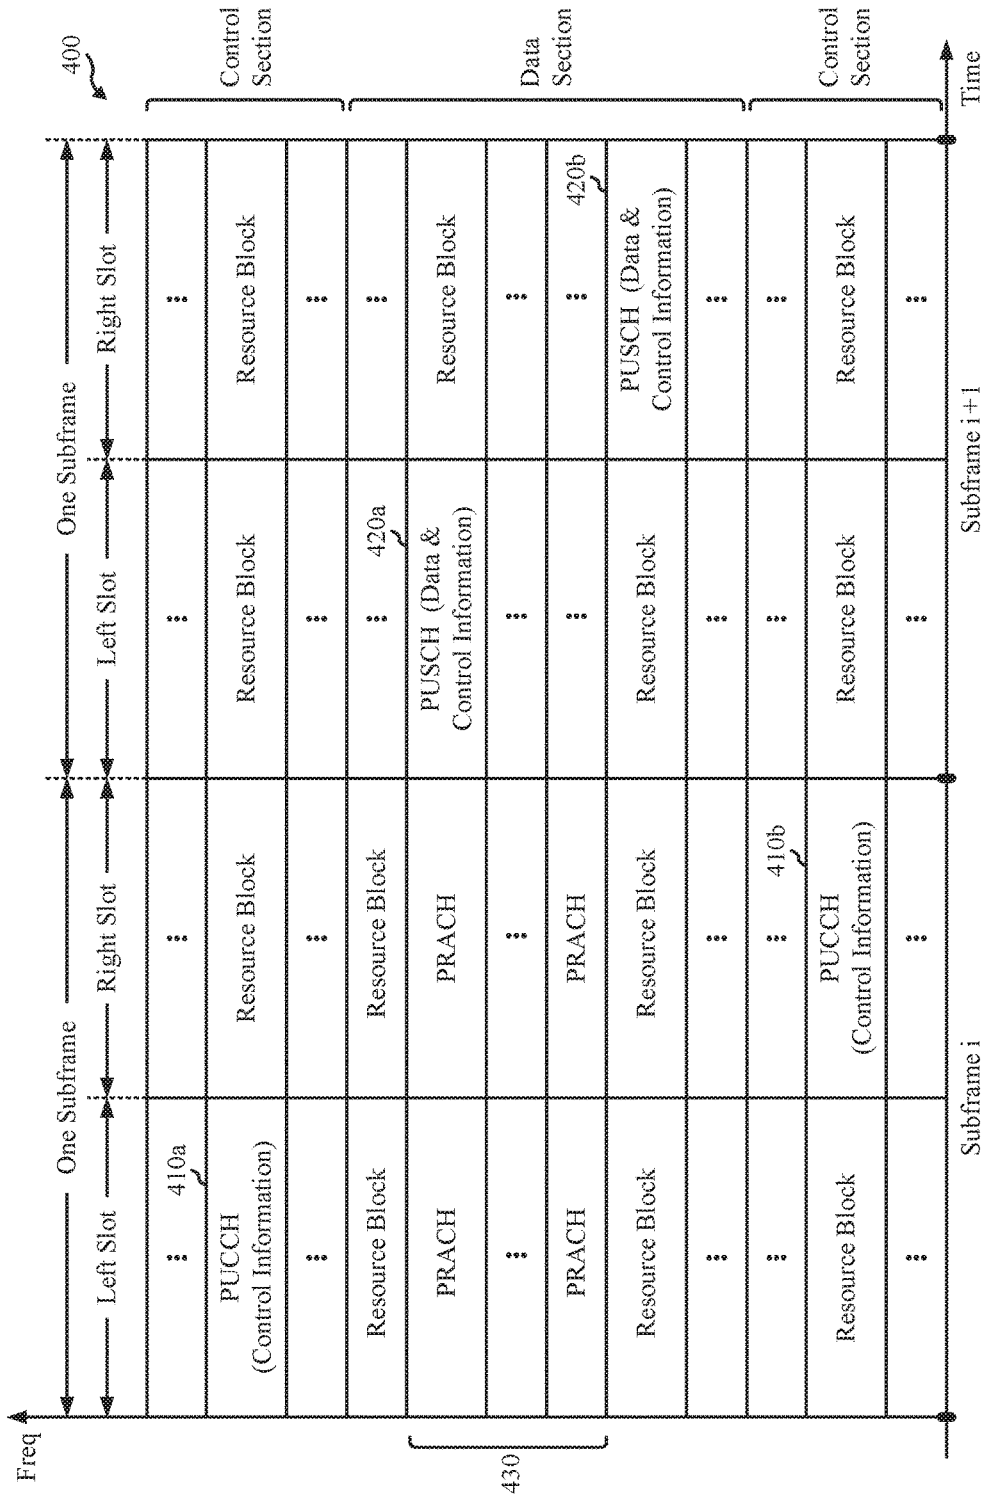 400
One Subframe
One Subframe
Left Slot
Right Slot
Left Slot
Right Slot
Freq
410a
...
...
...
...
Control
Section
PUCCH
(Control Information)
Resource Block
Resource Block
Resource Block
...
...
...
...
420a
Resource Block
Resource Block
...
...
430
PRACH
PRACH
PUSCH (Data &
Control Information)
Resource Block
...
...
...
...
Data
Section
420b
PRACH
PRACH
...
...
Resource Block
Resource Block
Resource Block
PUSCH (Data &
Control Information)
...
...
...
...
410b
...
...
...
...
Control
Section
Resource Block
PUCCH
(Control Information)
Resource Block
Resource Block
...
...
...
...
Subframe i
Subframe i+1
Time